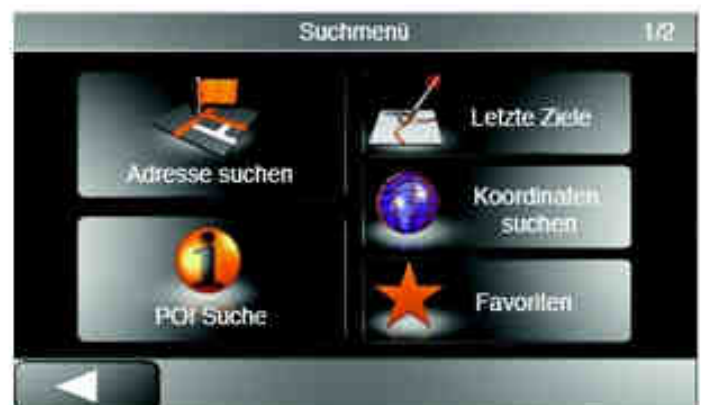 Suchmenü 1/2
Adresse suchen
POI Suche
Letzte Ziele
Koordinaten
suchen
Favoriten